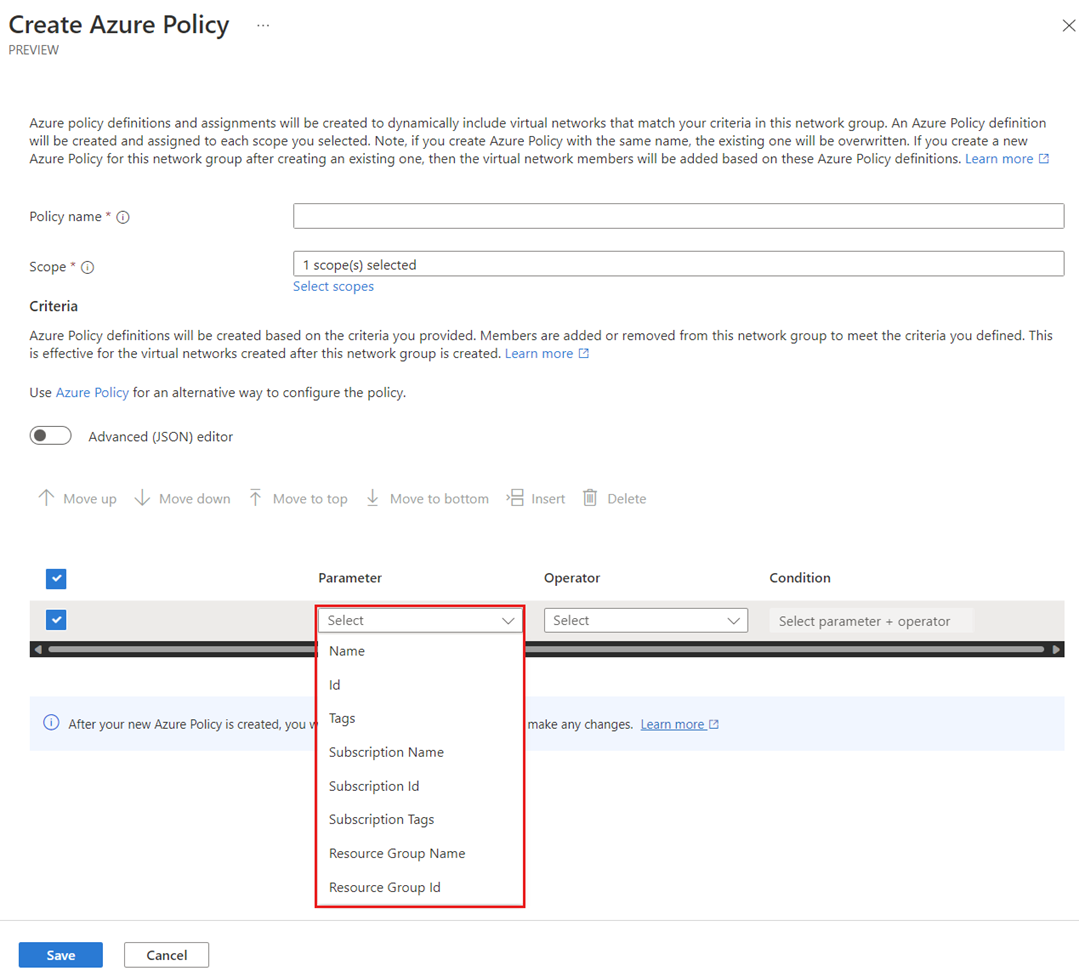 Create Azure Policy ...
PREVIEW
Azure policy definitions and assignments will be created to dynamically include virtual networks that match your criteria in this network group. An Azure Policy definition
will be created and assigned to each scope you selected. Note, if you create Azure Policy with the same name, the existing one will be overwritten. If you create a new
Azure Policy for this network group after creating an existing one, then the virtual network members will be added based on these Azure Policy definitions. Learn more
Policy name *
Scope *
1 scope(s) selected
Select scopes
Criteria
Azure Policy definitions will be created based on the criteria you provided. Members are added or removed from this network group to meet the criteria you defined. This
is effective for the virtual networks created after this network group is created. Learn more
Use Azure Policy for an alternative way to configure the policy.
Advanced (JSON) editor
Move up Move down Move to top Move to bottom Insert Delete
Parameter Operator Condition
Select Select Select parameter + operator
Name
Id
Tags
After your new Azure Policy is created, you make any changes. Learn more
Subscription Name
Subscription Id
Subscription Tags
Resource Group Name
Resource Group Id
Save Cancel